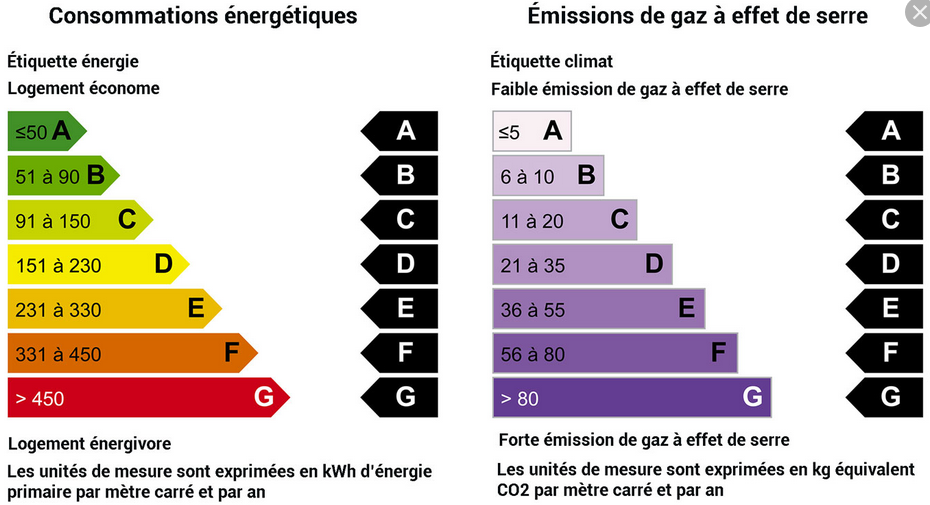 Consommations énergétiques
Étiquette énergie
Logement économe
≤50 A
A
51 à 90 B
B
91 à 150 C
C
151 à 230 D
D
231 à 330 E
E
331 à 450 F
F
> 450 G
G
Logement énergivore
Les unités de mesure sont exprimées en kWh d'énergie
primaire par mètre carré et par an
Émissions de gaz à effet de serre
Étiquette climat
Faible émission de gaz à effet de serre
≤5 A
A
6 à 10 B
B
11 à 20 C
C
21 à 35 D
D
36 à 55 E
E
56 à 80 F
F
> 80 G
G
Forte émission de gaz à effet de serre
Les unités de mesure sont exprimées en kg équivalent
CO2 par mètre carré et par an